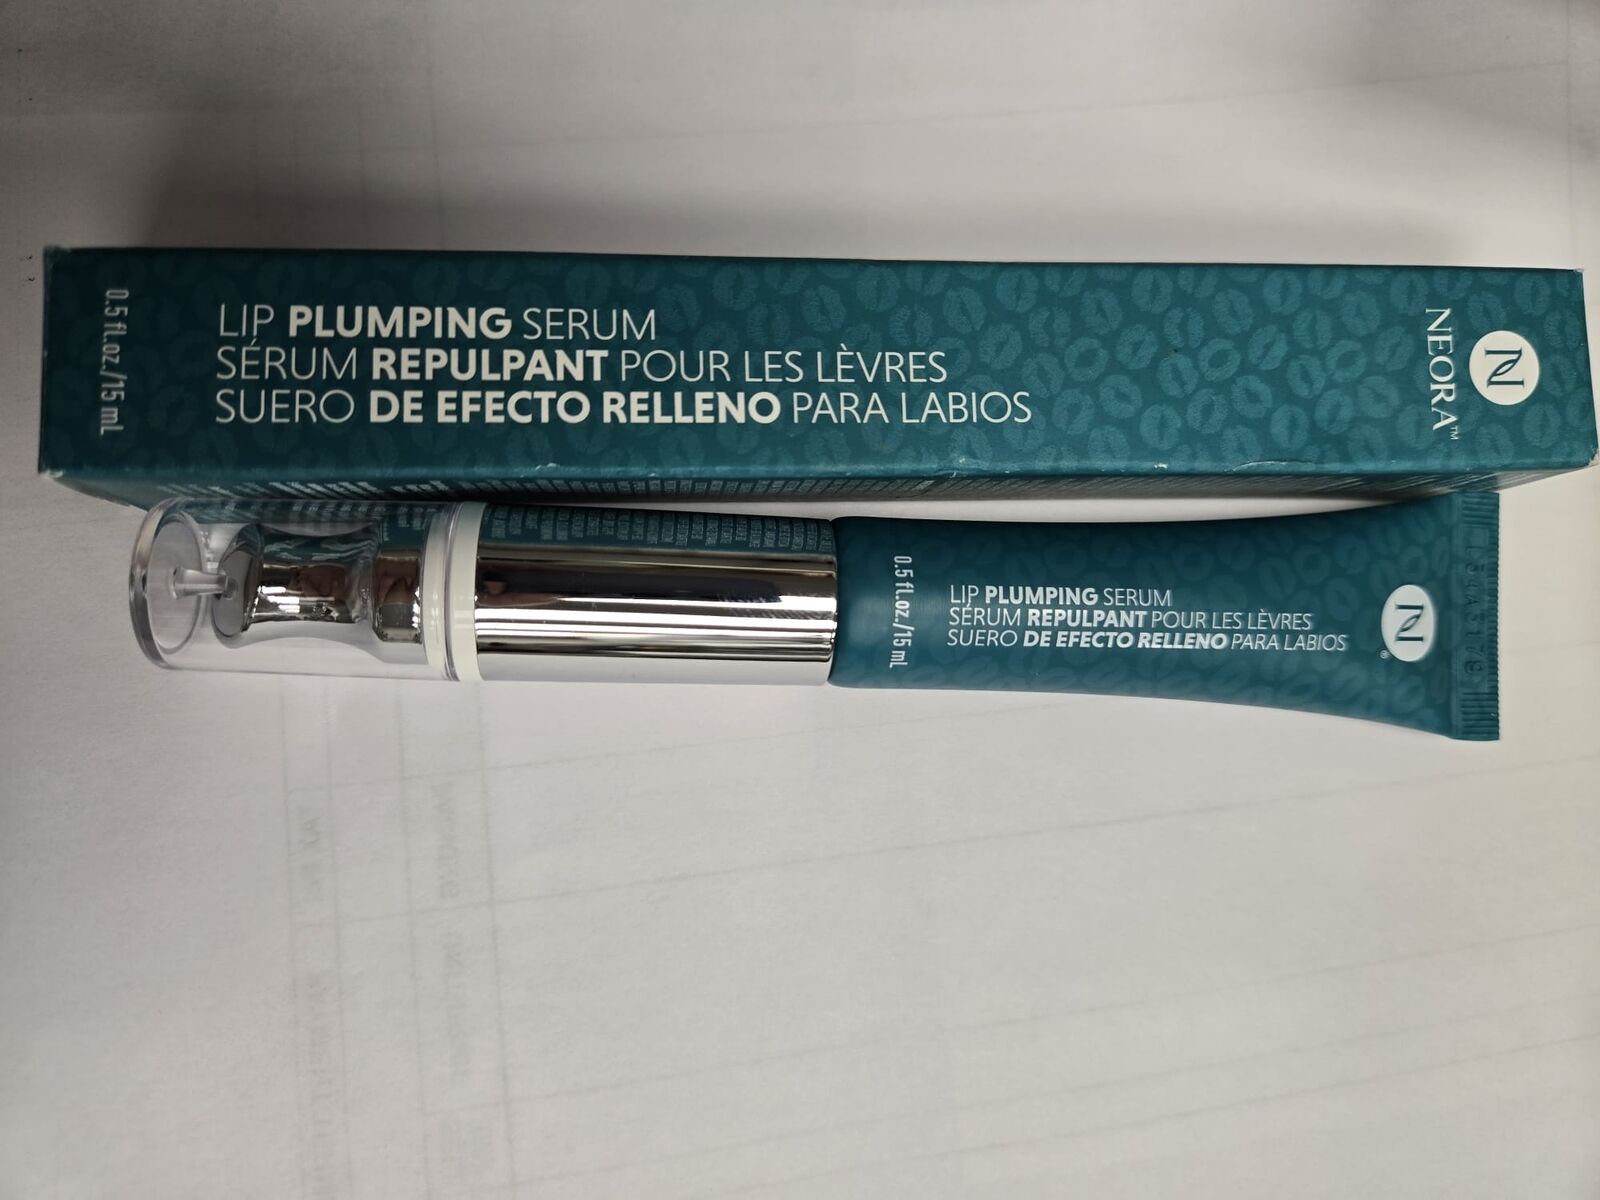 LIP PLUMPING SERUM
SÉRUM REPULPANT POUR LES LÈVRES
SUERO DE EFECTO RELLENO PARA LABIOS
0.5 fl.oz./15 mL
N
NEORA™
LIP PLUMPING SERUM
SÉRUM REPULPANT POUR LES LÈVRES
SUERO DE EFECTO RELLENO PARA LABIOS
0.5 fl.oz./15 mL
N®